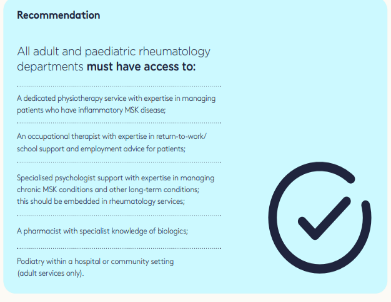 Recommendation
All adult and paediatric rheumatology
departments must have access to:
A dedicated physiotherapy service with expertise in managing
patients who have inflammatory MSK disease;
An occupational therapist with expertise in return-to-work/
school support and employment advice for patients;
Specialised psychologist support with expertise in managing
chronic MSK conditions and other long-term conditions;
this should be embedded in rheumatology services;
A pharmacist with specialist knowledge of biologics;
Podiatry within a hospital or community setting
(adult services only).